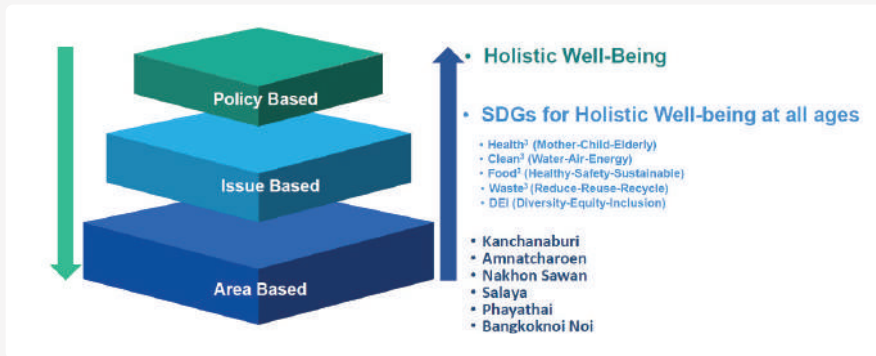 Policy Based
Issue Based
Area Based
• Holistic Well-Being
• SDGs for Holistic Well-being at all ages
• Health³ (Mother-Child-Elderly)
• Clean³ (Water-Air-Energy)
• Food³ (Healthy-Safety-Sustainable)
• Waste³ (Reduce-Reuse-Recycle)
• DEI (Diversity-Equity-Inclusion)
• Kanchanaburi
• Amnatcharoen
• Nakhon Sawan
• Salaya
• Phayathai
• Bangkoknoi Noi